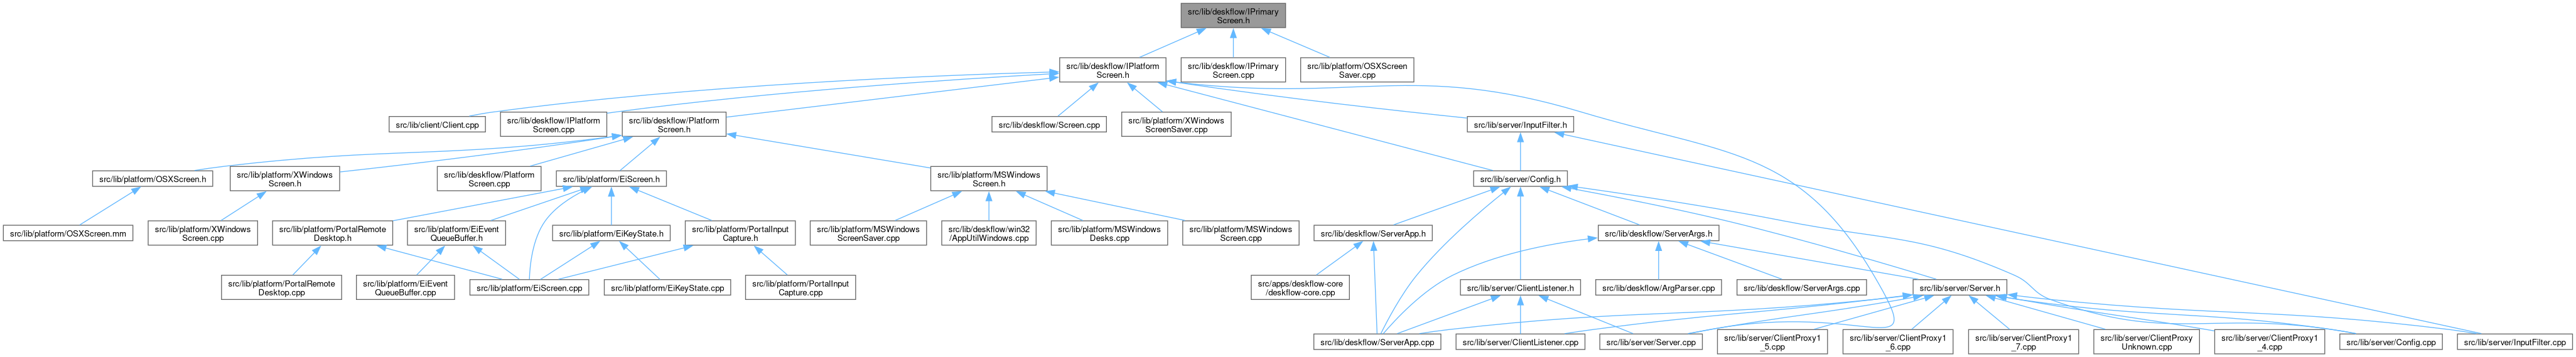 src/lib/deskflow/IPrimary
Screen.h
src/lib/deskflow/IPlatform
Screen.h
src/lib/deskflow/IPrimary
Screen.cpp
src/lib/platform/OSXScreen
Saver.cpp
src/lib/client/Client.cpp
src/lib/deskflow/IPlatform
Screen.cpp
src/lib/deskflow/Platform
Screen.h
src/lib/deskflow/Screen.cpp
src/lib/platform/XWindows
ScreenSaver.cpp
src/lib/server/InputFilter.h
src/lib/platform/OSXScreen.h
src/lib/platform/XWindows
Screen.h
src/lib/deskflow/Platform
Screen.cpp
src/lib/platform/EiScreen.h
src/lib/platform/MSWindows
Screen.h
src/lib/server/Config.h
src/lib/platform/OSXScreen.mm
src/lib/platform/XWindows
Screen.cpp
src/lib/platform/PortalRemote
Desktop.h
src/lib/platform/EiEvent
QueueBuffer.h
src/lib/platform/EiKeyState.h
src/lib/platform/PortalInput
Capture.h
src/lib/platform/MSWindows
ScreenSaver.cpp
src/lib/deskflow/win32
/AppUtilWindows.cpp
src/lib/platform/MSWindows
Desks.cpp
src/lib/platform/MSWindows
Screen.cpp
src/lib/deskflow/ServerApp.h
src/lib/deskflow/ServerArgs.h
src/lib/platform/PortalRemote
Desktop.cpp
src/lib/platform/EiEvent
QueueBuffer.cpp
src/lib/platform/EiScreen.cpp
src/lib/platform/EiKeyState.cpp
src/lib/platform/PortalInput
Capture.cpp
src/apps/deskflow-core
/deskflow-core.cpp
src/lib/server/ClientListener.h
src/lib/deskflow/ArgParser.cpp
src/lib/deskflow/ServerArgs.cpp
src/lib/server/Server.h
src/lib/deskflow/ServerApp.cpp
src/lib/server/ClientListener.cpp
src/lib/server/Server.cpp
src/lib/server/ClientProxy1
_5.cpp
src/lib/server/ClientProxy1
_6.cpp
src/lib/server/ClientProxy1
_7.cpp
src/lib/server/ClientProxy
Unknown.cpp
src/lib/server/ClientProxy1
_4.cpp
src/lib/server/Config.cpp
src/lib/server/InputFilter.cpp